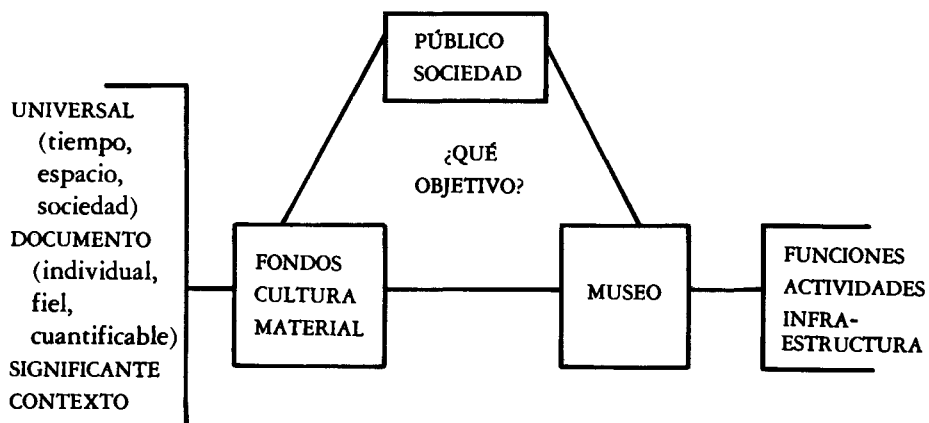 PÚBLICO
SOCIEDAD
¿QUÉ
OBJETIVO?
UNIVERSAL
(tiempo,
espacio,
sociedad)
DOCUMENTO
(individual,
fiel,
cuantificable)
SIGNIFICANTE
CONTEXTO
FONDOS
CULTURA
MATERIAL
MUSEO
FUNCIONES
ACTIVIDADES
INFRA-
ESTRUCTURA